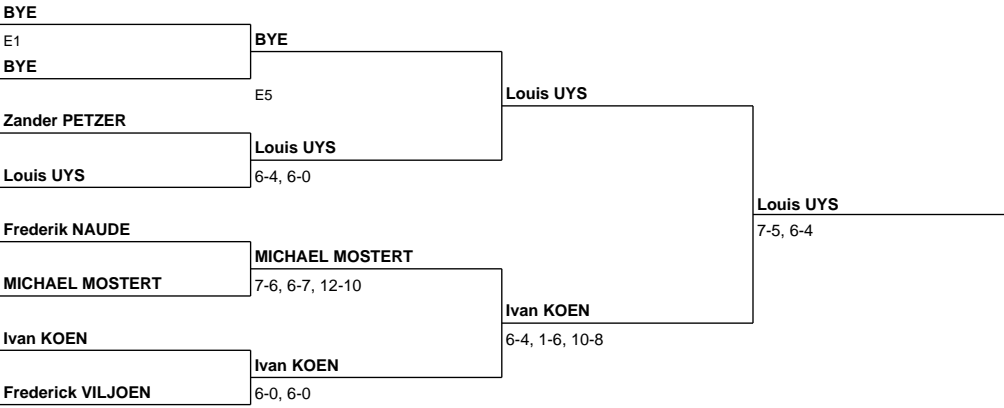 BYE
E1
BYE
BYE
E5
Louis UYS
Zander PETZER
Louis UYS
Louis UYS
6-4, 6-0
Louis UYS
7-5, 6-4
Frederik NAUDE
MICHAEL MOSTERT
MICHAEL MOSTERT
7-6, 6-7, 12-10
Ivan KOEN
6-4, 1-6, 10-8
Ivan KOEN
Ivan KOEN
Frederick VILJOEN
6-0, 6-0